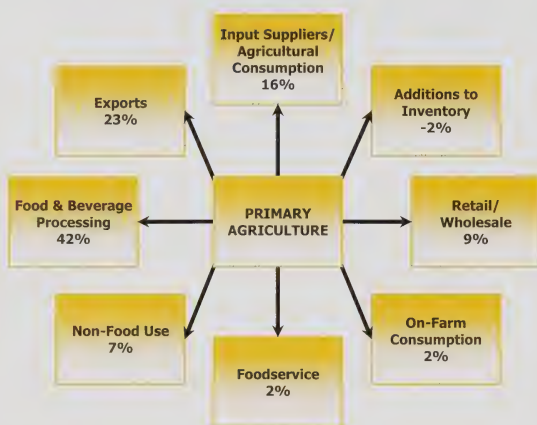 Input Suppliers/
Agricultural
Consumption
16%
Exports
23%
Additions to
Inventory
-2%
Food & Beverage
Processing
42%
PRIMARY
AGRICULTURE
Retail/
Wholesale
9%
Non-Food Use
7%
Foodservice
2%
On-Farm
Consumption
2%